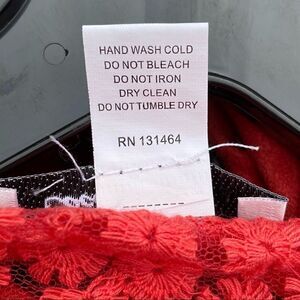 HAND WASH COLD
DO NOT BLEACH
DO NOT IRON
DRY CLEAN
DO NOT TUMBLE DRY
RN 131464